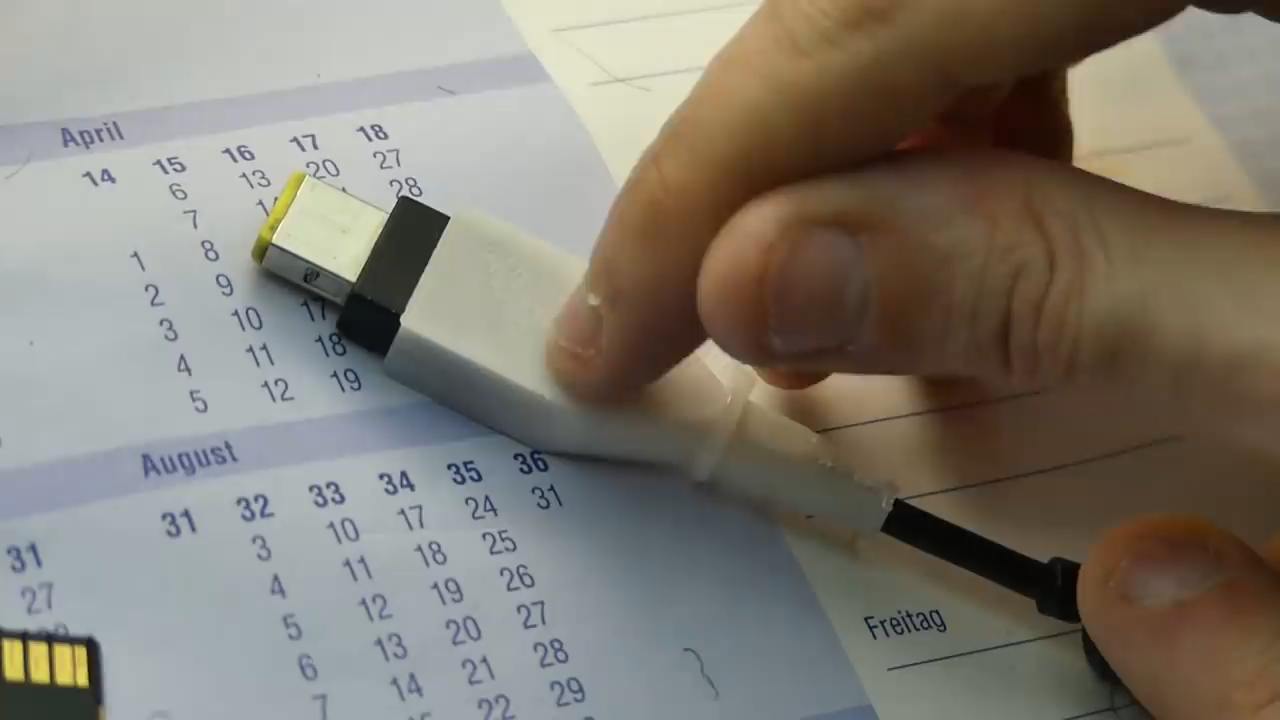 April
14 15 16 17 18
6 13 20 27
7 28
1 8
2 9
3 10 17
4 11 18
5 12 19
August
31 32 33 34 35 36
3 10 17 24 31
4 11 18 25
5 12 19 26
6 13 20 27
7 14 21 28
22 29
31
27
Freitag